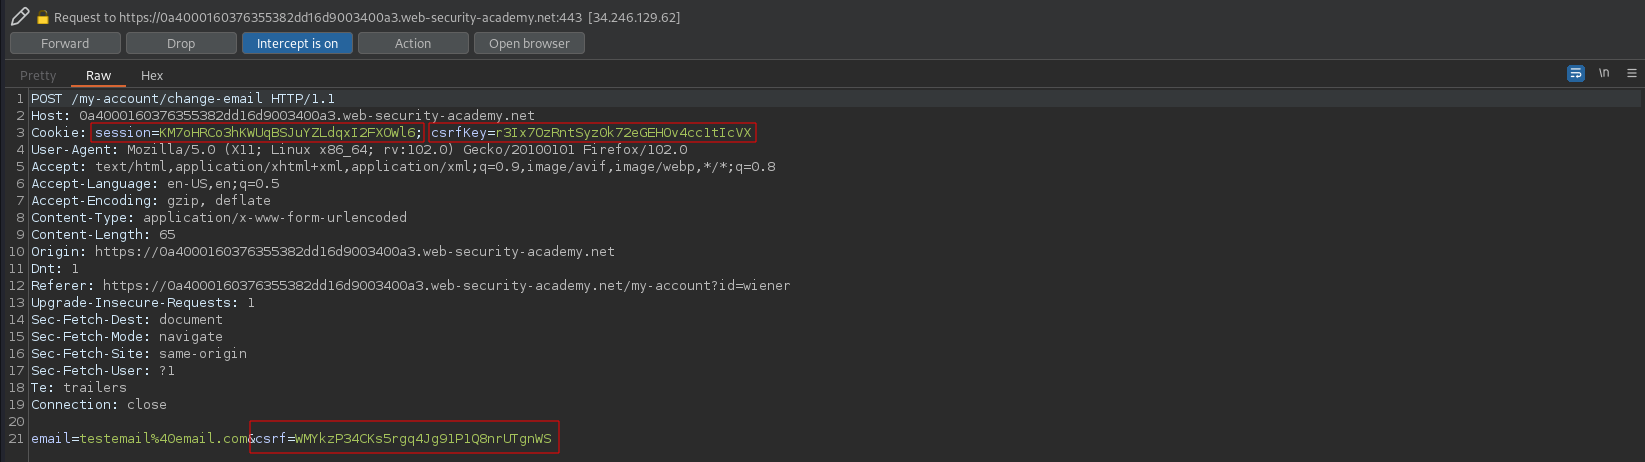 Request to https://0a4000160376355382dd16d9003400a3.web-security-academy.net:443 [34.246.129.62]
Forward Drop Intercept is on Action Open browser
Pretty Raw Hex \n
1 POST /my-account/change-email HTTP/1.1
2 Host: 0a4000160376355382dd16d9003400a3.web-security-academy.net
3 Cookie: session=KM7oHRCo3hKWUqBSJuYZLdqxI2FXOWl6; csrfKey=r3Ix7OzRntSyz0k72eGEHOv4cc1tIcVX
4 User-Agent: Mozilla/5.0 (X11; Linux x86_64; rv:102.0) Gecko/20100101 Firefox/102.0
5 Accept: text/html,application/xhtml+xml,application/xml;q=0.9,image/avif,image/webp,*/*;q=0.8
6 Accept-Language: en-US,en;q=0.5
7 Accept-Encoding: gzip, deflate
8 Content-Type: application/x-www-form-urlencoded
9 Content-Length: 65
10 Origin: https://0a4000160376355382dd16d9003400a3.web-security-academy.net
11 Dnt: 1
12 Referer: https://0a4000160376355382dd16d9003400a3.web-security-academy.net/my-account?id=wiener
13 Upgrade-Insecure-Requests: 1
14 Sec-Fetch-Dest: document
15 Sec-Fetch-Mode: navigate
16 Sec-Fetch-Site: same-origin
17 Sec-Fetch-User: ?1
18 Te: trailers
19 Connection: close
20
21 email=testemail%40email.com&csrf=WMYkzP34CKs5rgq4Jg91P1Q8nrUTgnWS